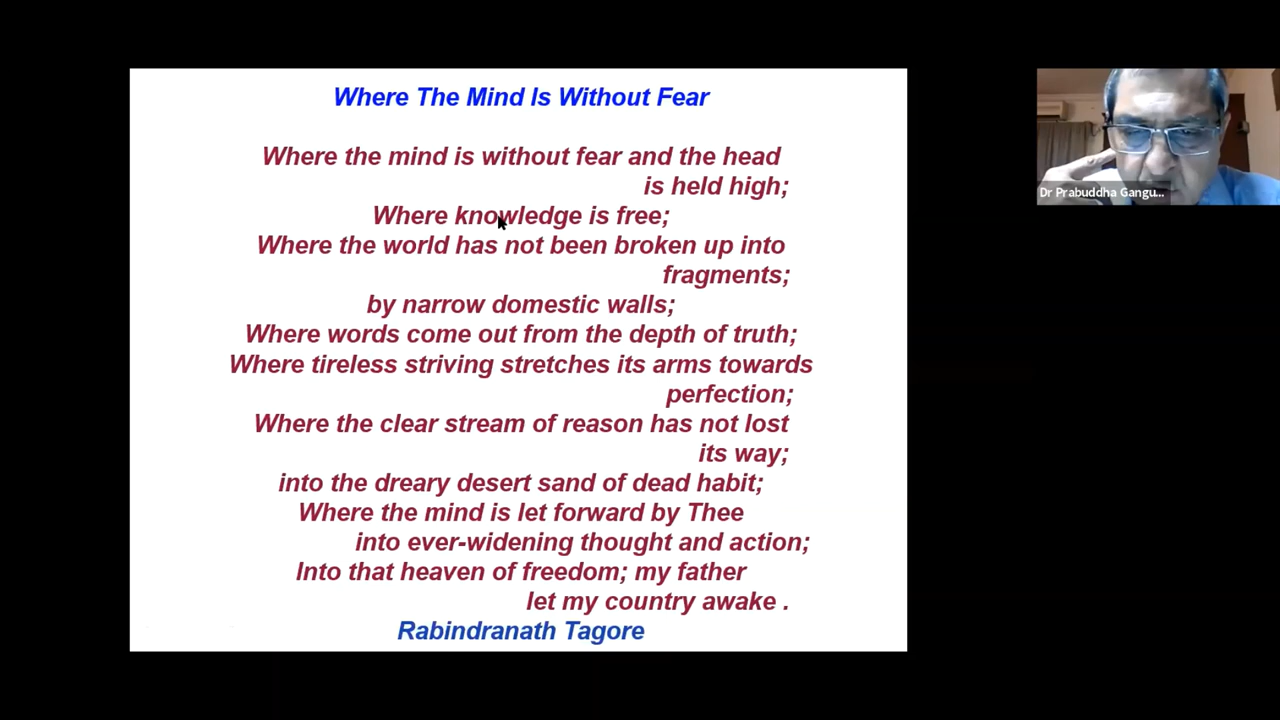 Where The Mind Is Without Fear
Where the mind is without fear and the head
is held high;
Where knowledge is free;
Where the world has not been broken up into
fragments;
by narrow domestic walls;
Where words come out from the depth of truth;
Where tireless striving stretches its arms towards
perfection;
Where the clear stream of reason has not lost
its way;
into the dreary desert sand of dead habit;
Where the mind is let forward by Thee
into ever-widening thought and action;
Into that heaven of freedom; my father
let my country awake .
Rabindranath Tagore
Dr Prabuddha Gangu...